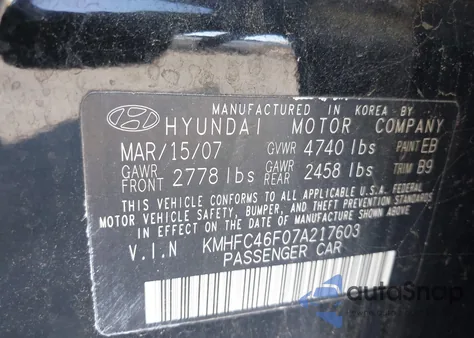 MANUFACTURED IN KOREA BY
HYUNDAI MOTOR COMPANY
MAR/15/07 GVWR 4740 lbs PAINT EB
GAWR FRONT 2778 lbs GAWR REAR 2458 lbs TRIM B9
THIS VEHICLE CONFORMS TO ALL APPLICABLE FEDERAL
MOTOR VEHICLE SAFETY, BUMPER, AND THEFT PREVENTION STANDARDS
IN EFFECT ON THE DATE OF MANUFACTURE SHOWN ABOVE.
V.I.N KMHFC46F07A217603
PASSENGER CAR
autoSnap